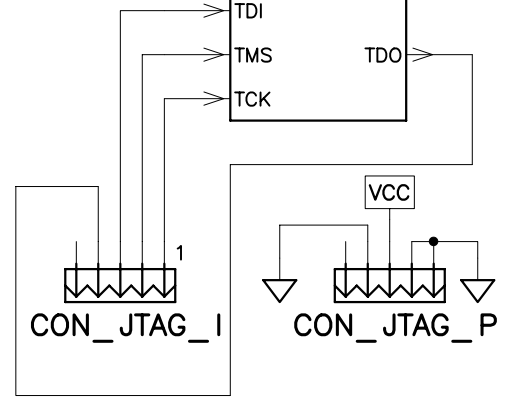 TDI
TMS
TDO
TCK
VCC
1
CON_JTAG_I
CON_JTAG_P